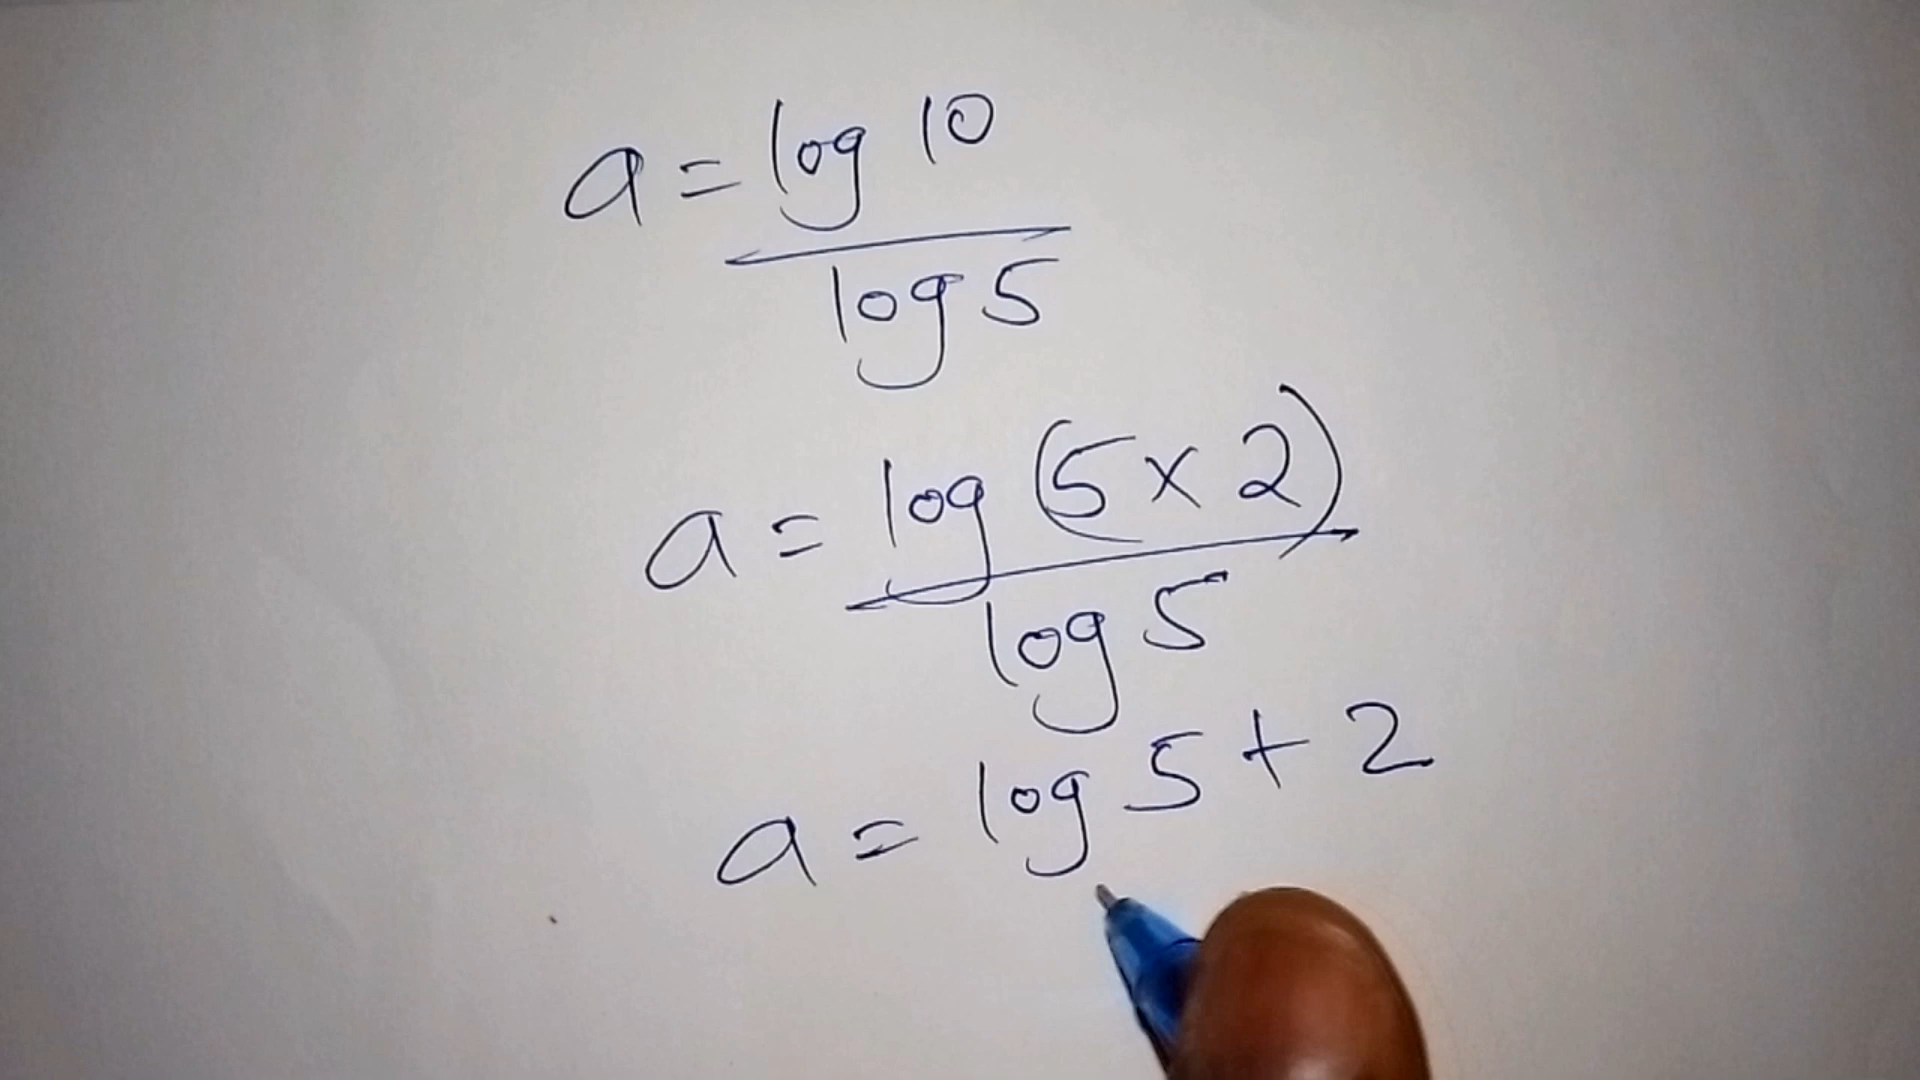 a = log 10
log 5
a = log (5 x 2)
log 5
a = log 5 + 2